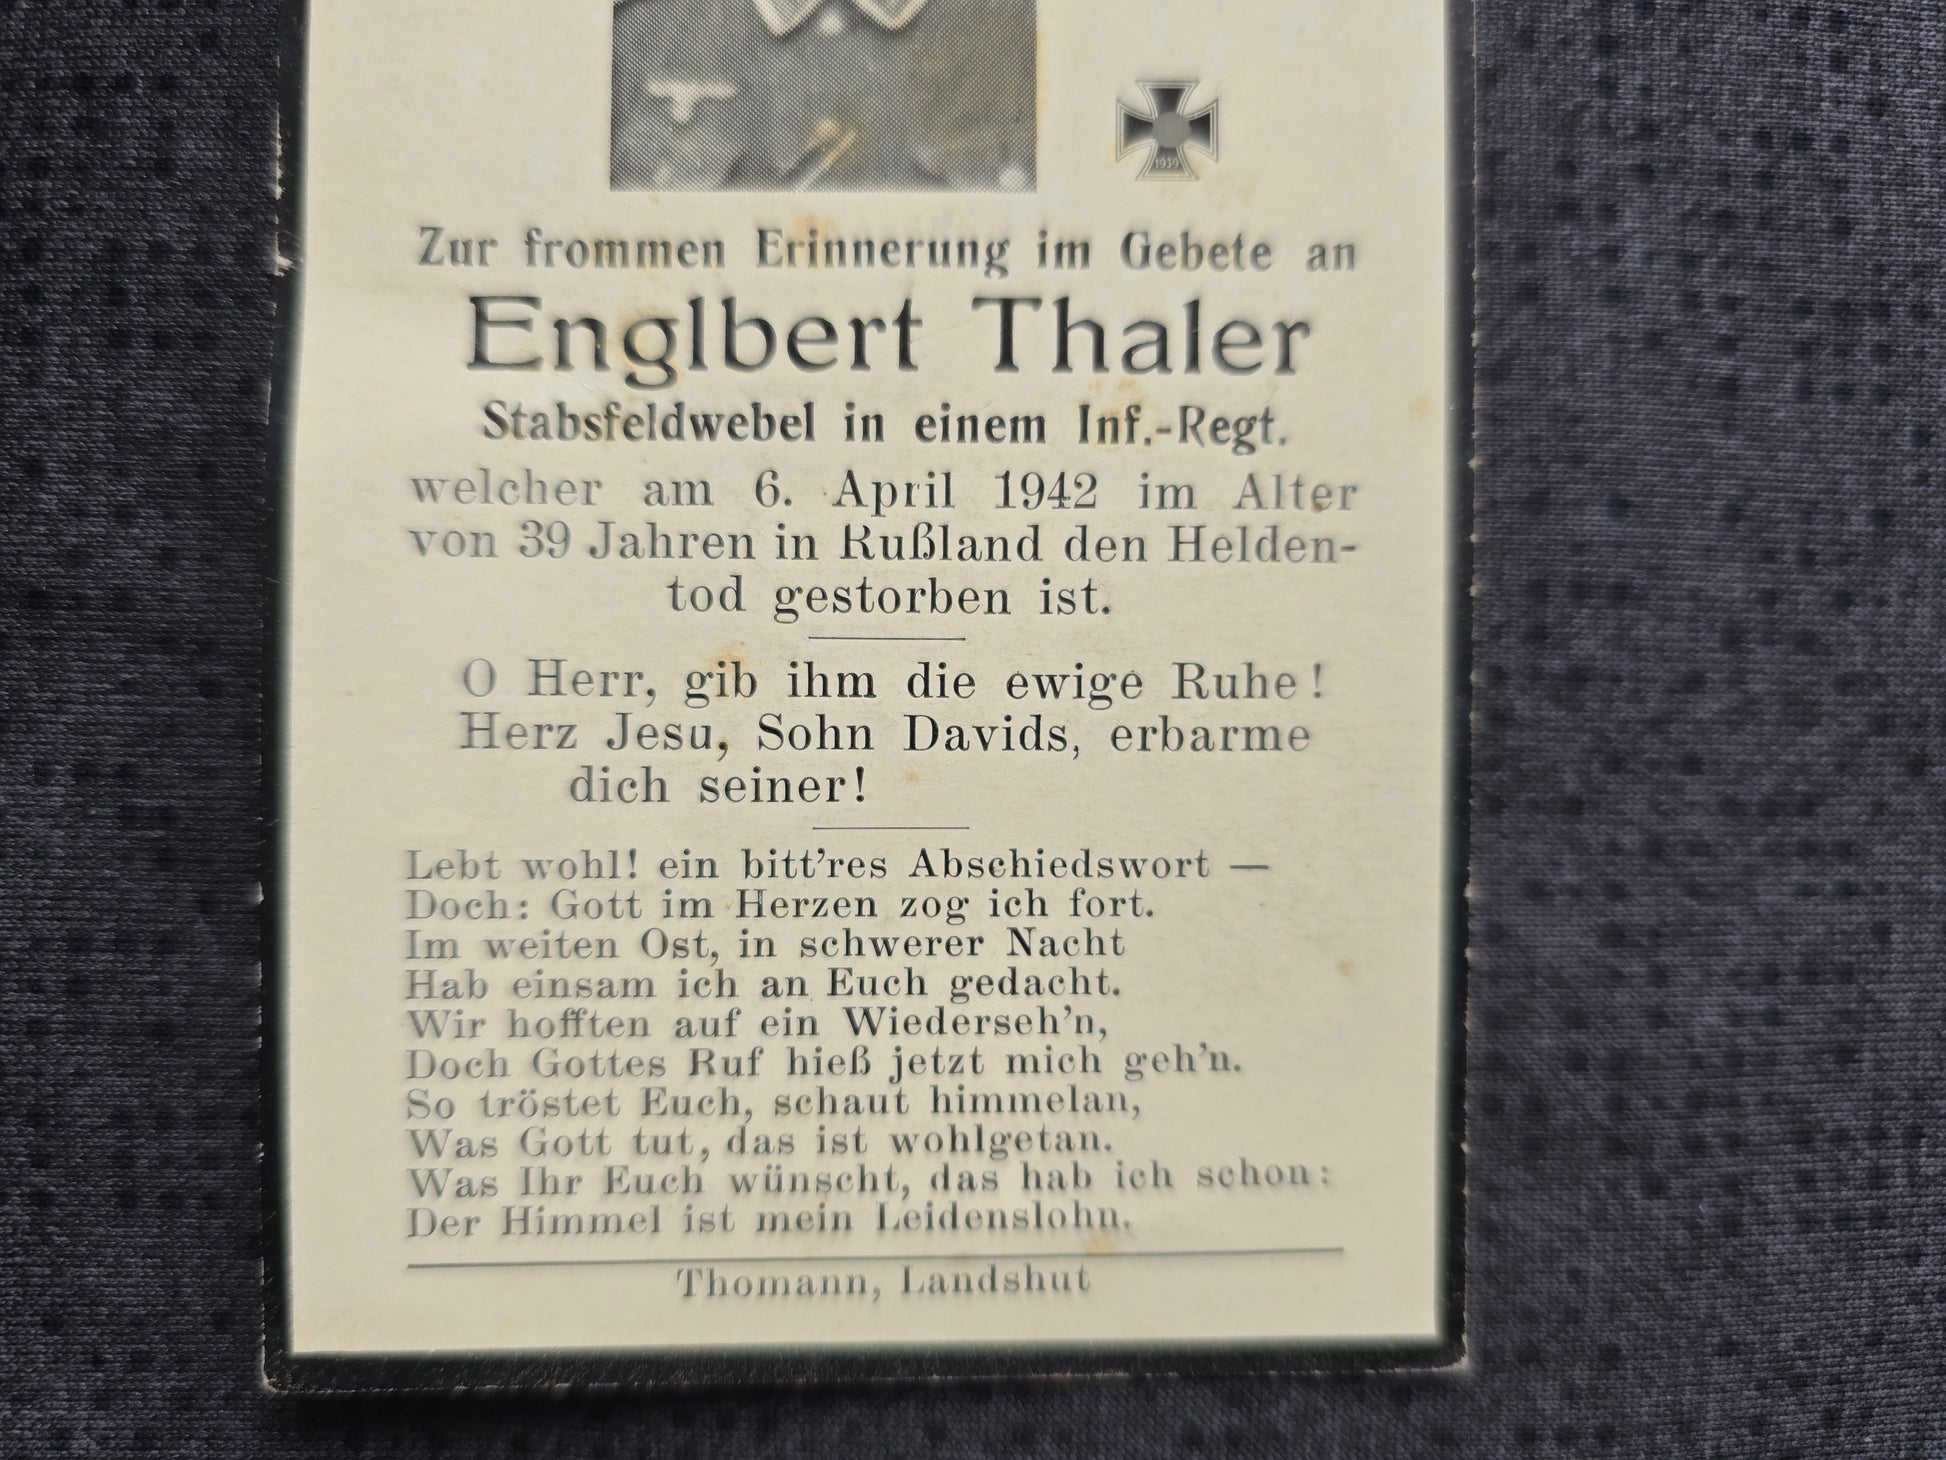 1939
Zur frommen Erinnerung im Gebete an
Englbert Thaler
Stabsfeldwebel in einem Inf.-Regt.
welcher am 6. April 1942 im Alter
von 39 Jahren in Rußland den Helden-
tod gestorben ist.
O Herr, gib ihm die ewige Ruhe!
Herz Jesu, Sohn Davids, erbarme
dich seiner!
Lebt wohl! ein bitt'res Abschiedswort —
Doch: Gott im Herzen zog ich fort.
Im weiten Ost, in schwerer Nacht
Hab einsam ich an Euch gedacht.
Wir hofften auf ein Wiederseh'n,
Doch Gottes Ruf hieß jetzt mich geh'n.
So tröstet Euch, schaut himmelan,
Was Gott tut, das ist wohlgetan.
Was Ihr Euch wünscht, das hab ich schon:
Der Himmel ist mein Leidenslohn.
Thomann, Landshut